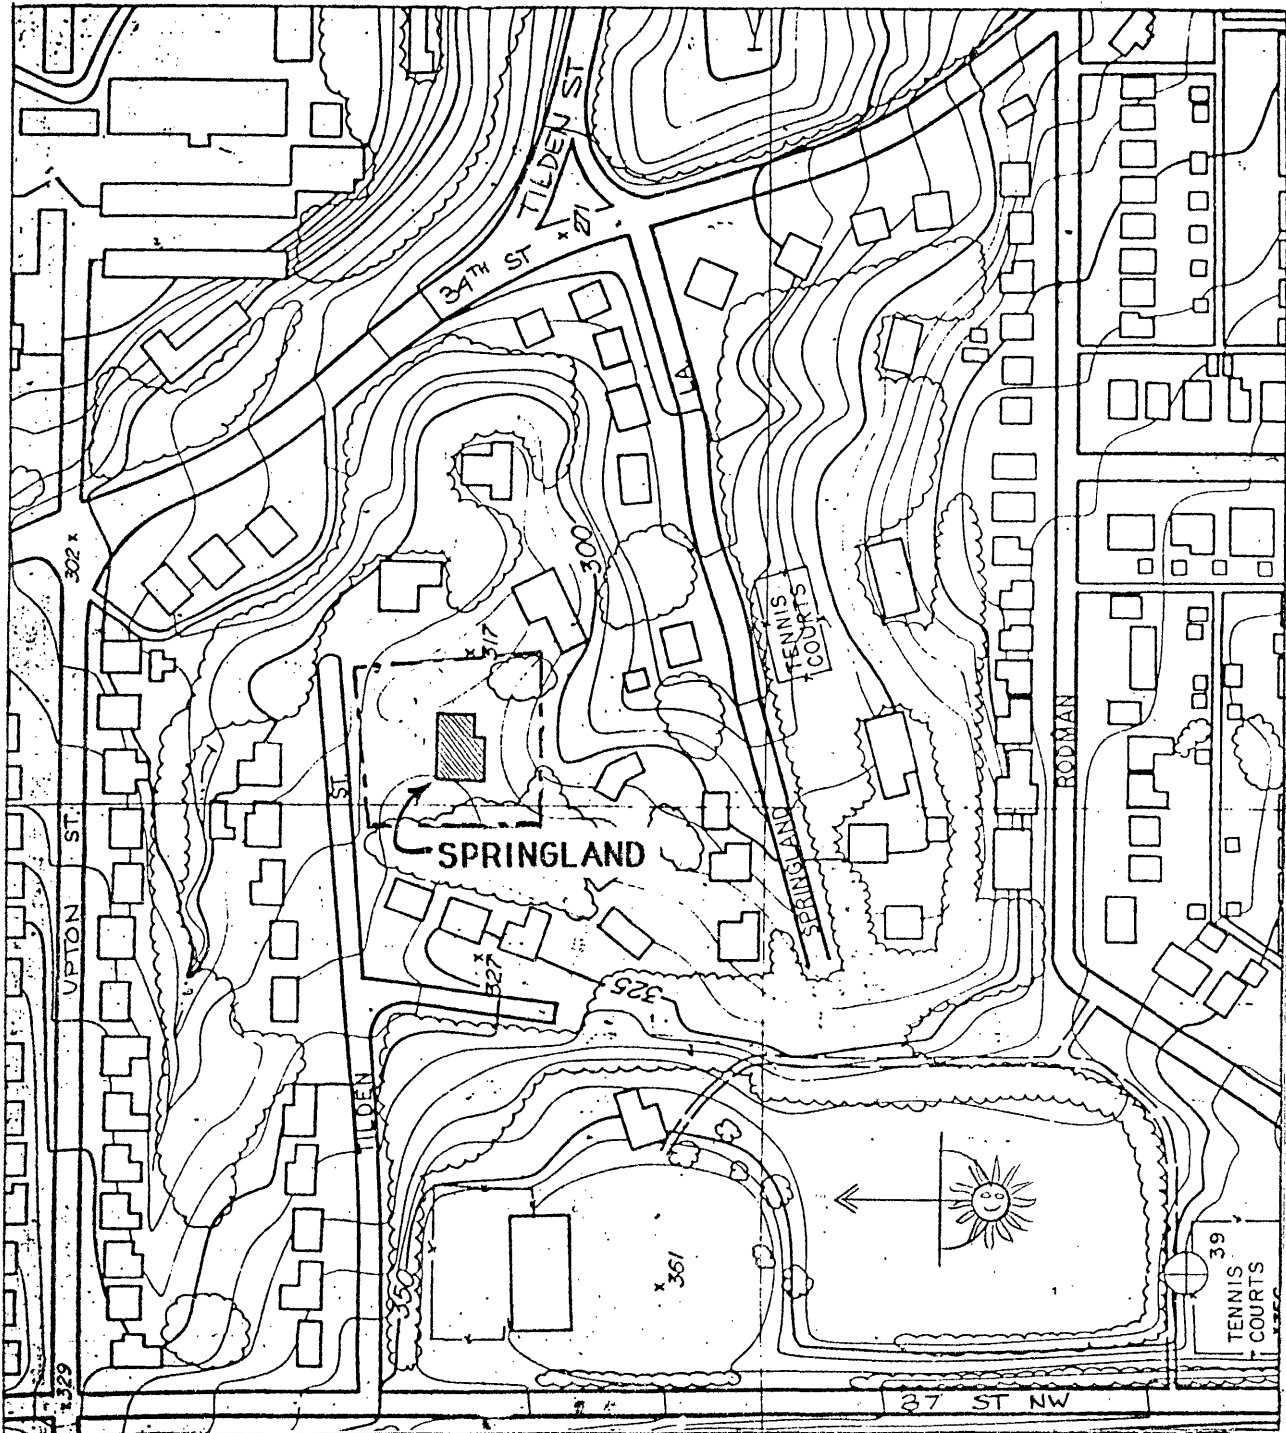 TILDEN ST
271
34TH ST
LA
302
300
317
TENNIS
COURTS
RODMAN
ST.
UPTON ST.
SPRINGLAND
SPRINGLAND
327
325
TILDEN
350
361
39
TENNIS
COURTS
329
37 ST NW